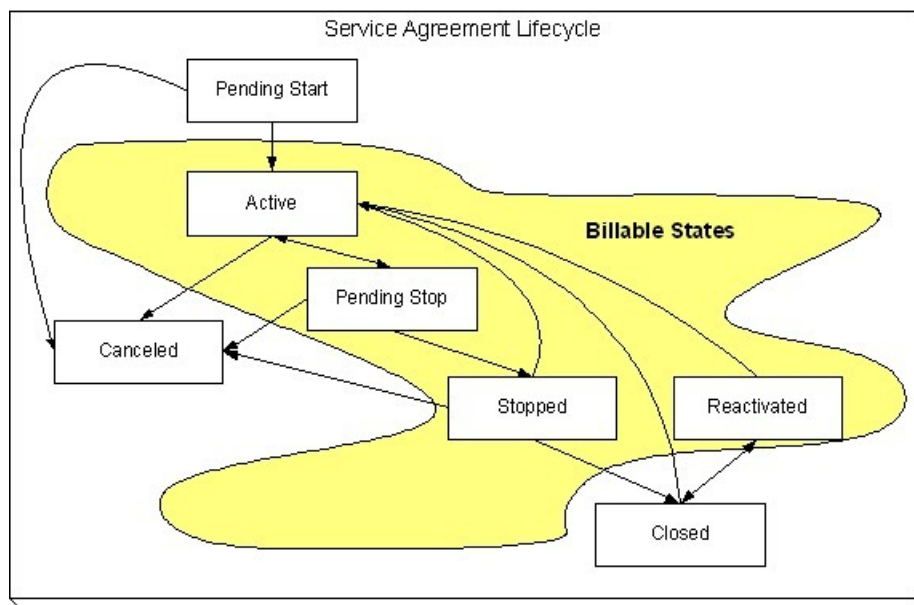 Service Agreement Lifecycle
Pending Start
Active
Billable States
Pending Stop
Canceled
Stopped
Reactivated
Closed